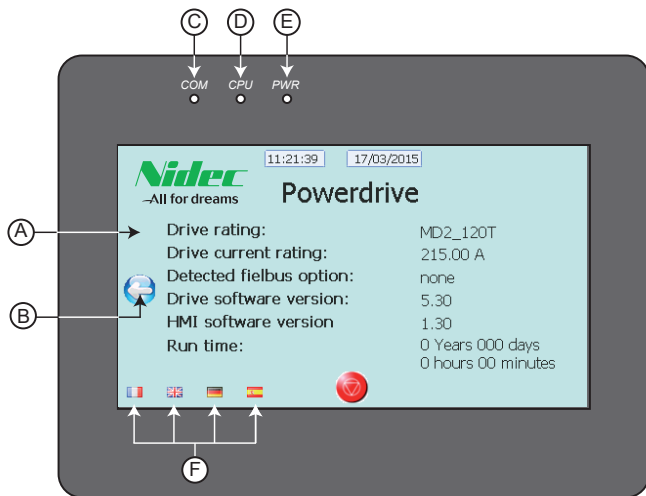 C D E
COM CPU PWR
11:21:39 17/03/2015
Nidec
All for dreams
Powerdrive
A
Drive rating: MD2_120T
Drive current rating: 215.00 A
Detected fielbus option: none
B
Drive software version: 5.30
HMI software version 1.30
Run time: 0 Years 000 days
0 hours 00 minutes
F